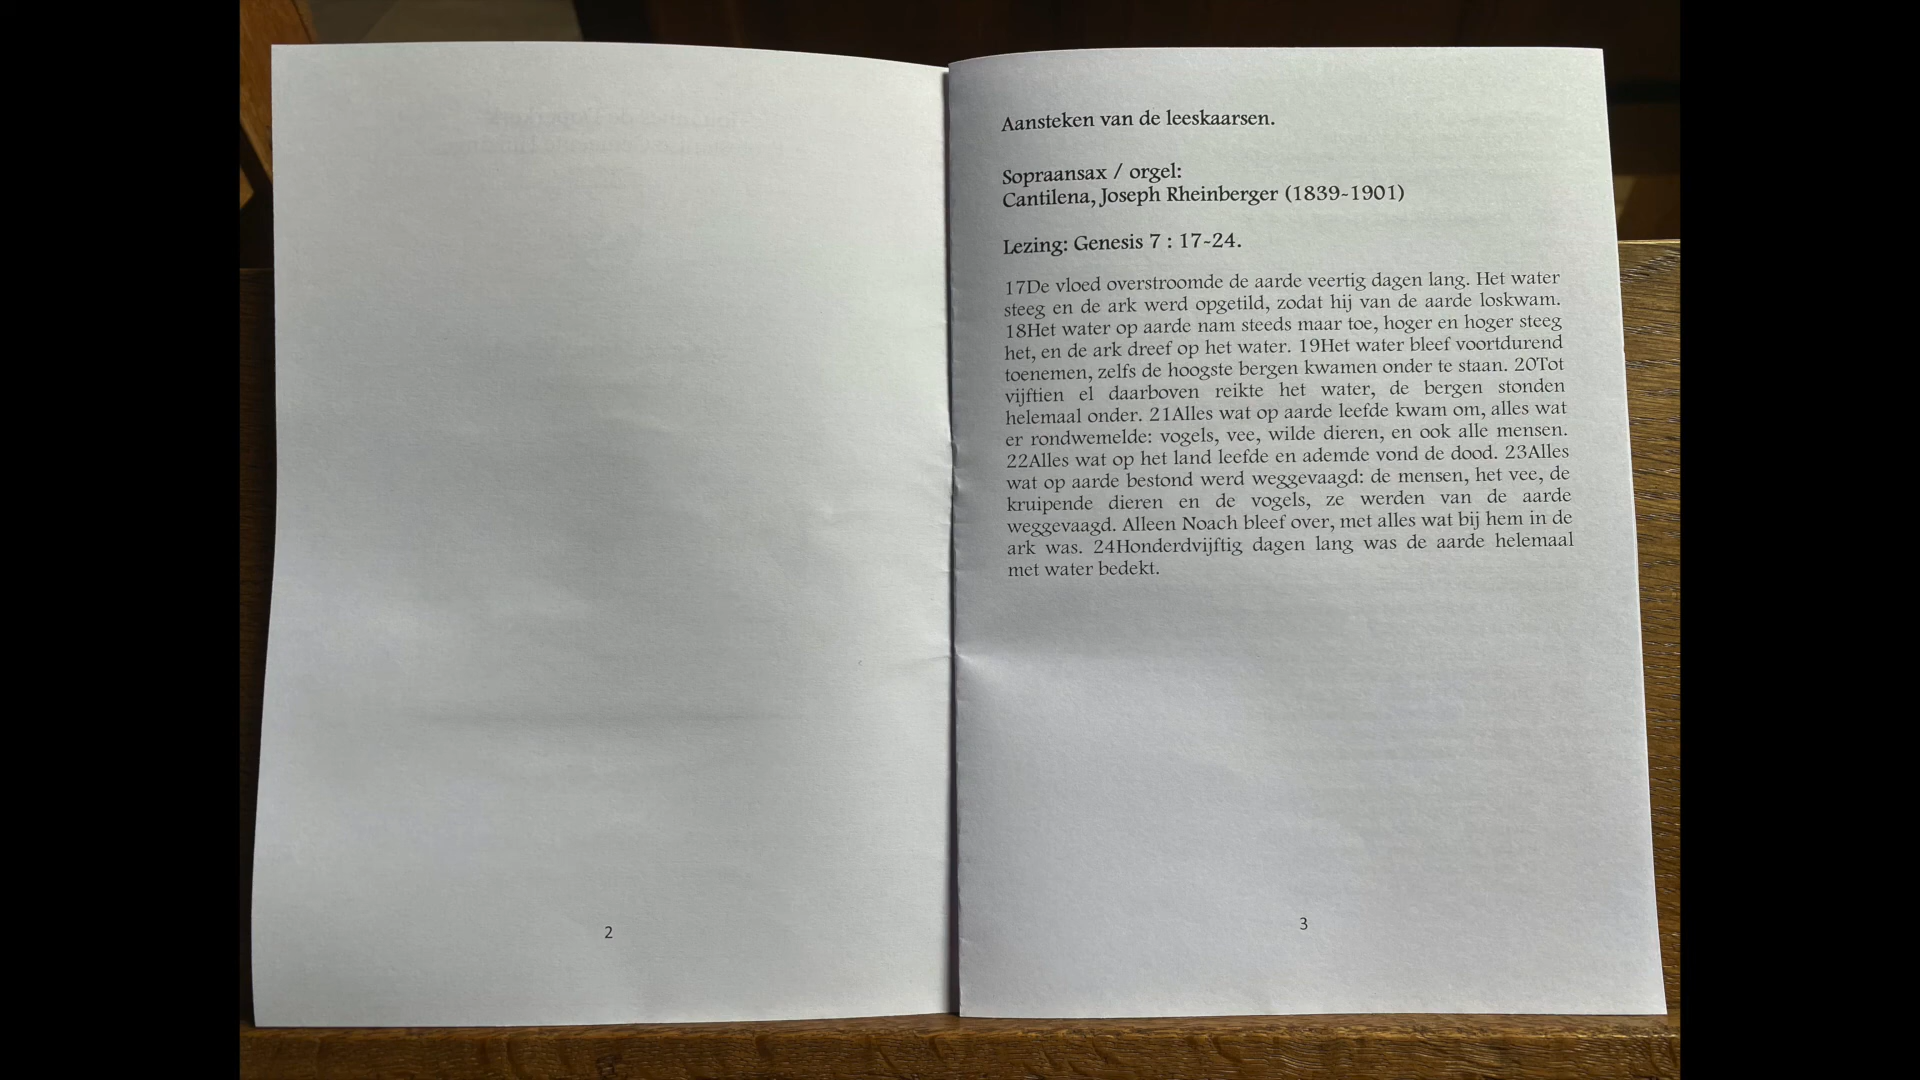 Aansteken van de leeskaarsen.
Sopraansax / orgel:
Cantilena, Joseph Rheinberger (1839-1901)
Lezing: Genesis 7 : 17-24.
17De vloed overstroomde de aarde veertig dagen lang. Het water
steeg en de ark werd opgetild, zodat hij van de aarde loskwam.
18Het water op aarde nam steeds maar toe, hoger en hoger steeg
het, en de ark dreef op het water. 19Het water bleef voortdurend
toenemen, zelfs de hoogste bergen kwamen onder te staan. 20Tot
vijftien el daarboven reikte het water, de bergen stonden
helemaal onder. 21Alles wat op aarde leefde kwam om, alles wat
er rondwemelde: vogels, vee, wilde dieren, en ook alle mensen.
22Alles wat op het land leefde en ademde vond de dood. 23Alles
wat op aarde bestond werd weggevaagd: de mensen, het vee, de
kruipende dieren en de vogels, ze werden van de aarde
weggevaagd. Alleen Noach bleef over, met alles wat bij hem in de
ark was. 24Honderdvijftig dagen lang was de aarde helemaal
met water bedekt.
2
3